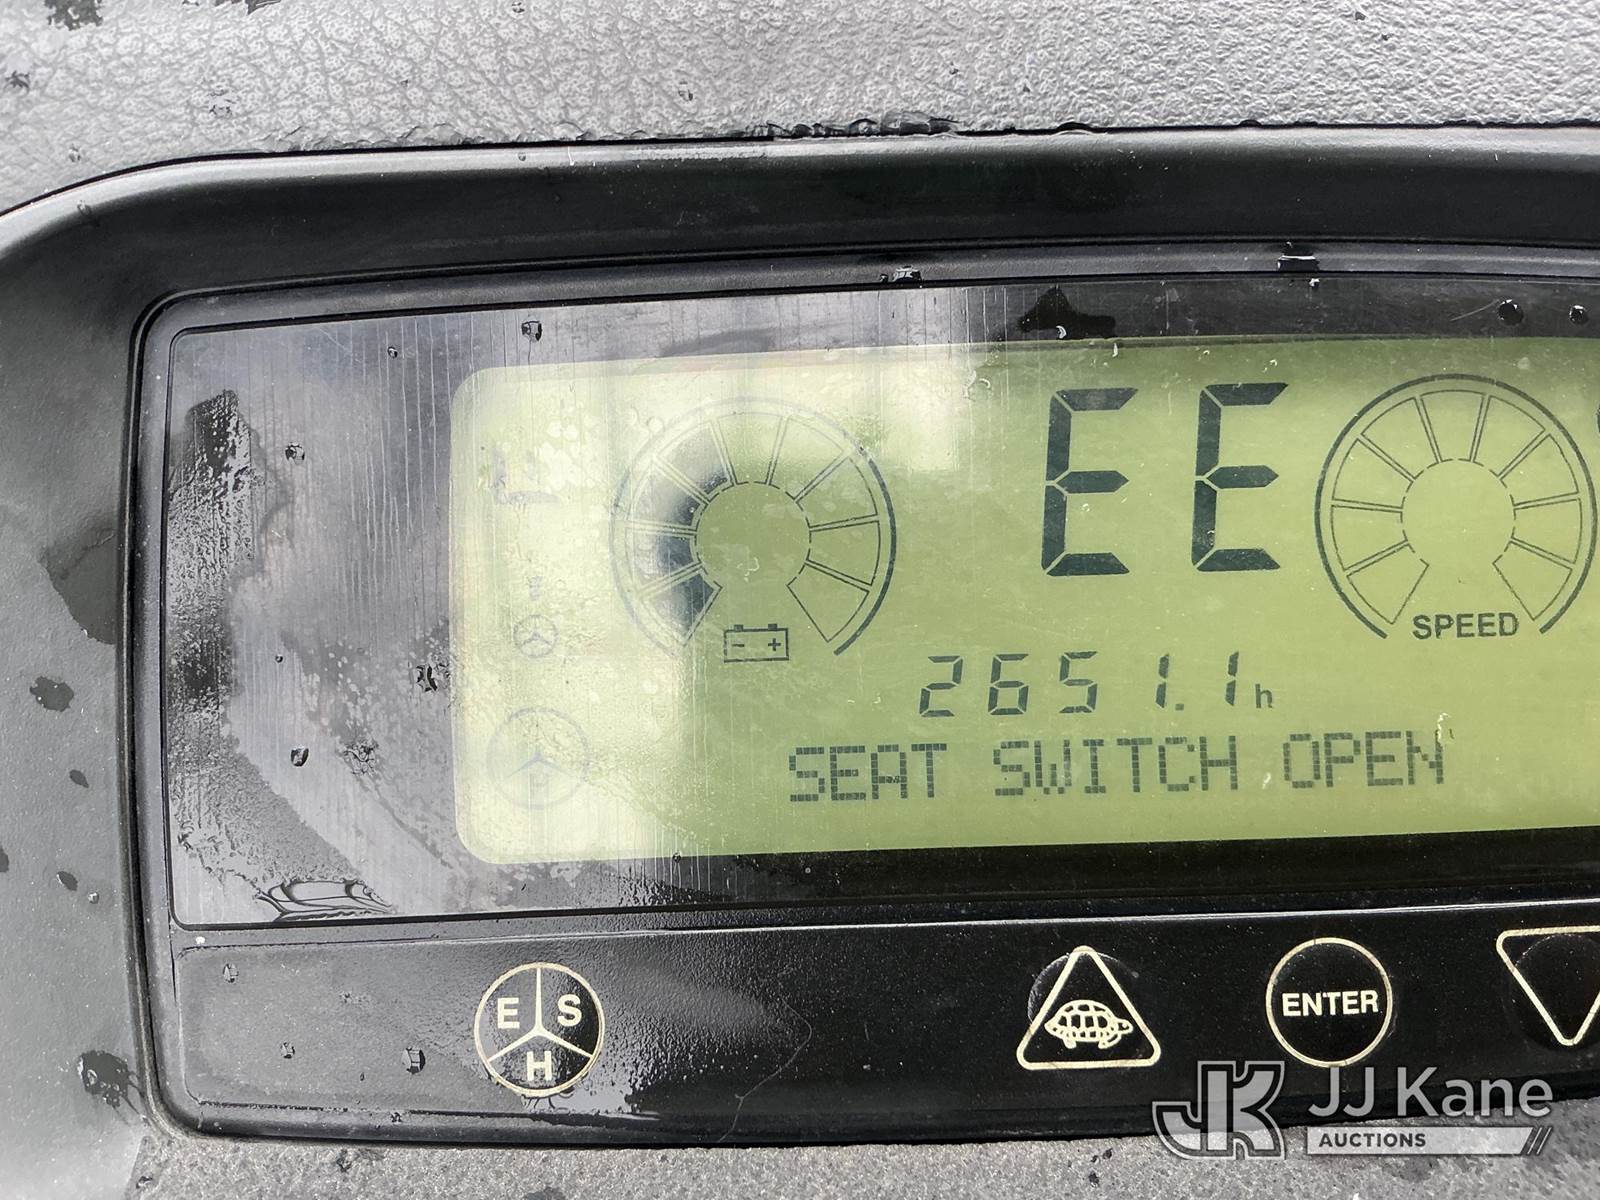 EE
SPEED
2651.1h
SEAT SWITCH OPEN
E S
H
ENTER
JJ Kane
AUCTIONS